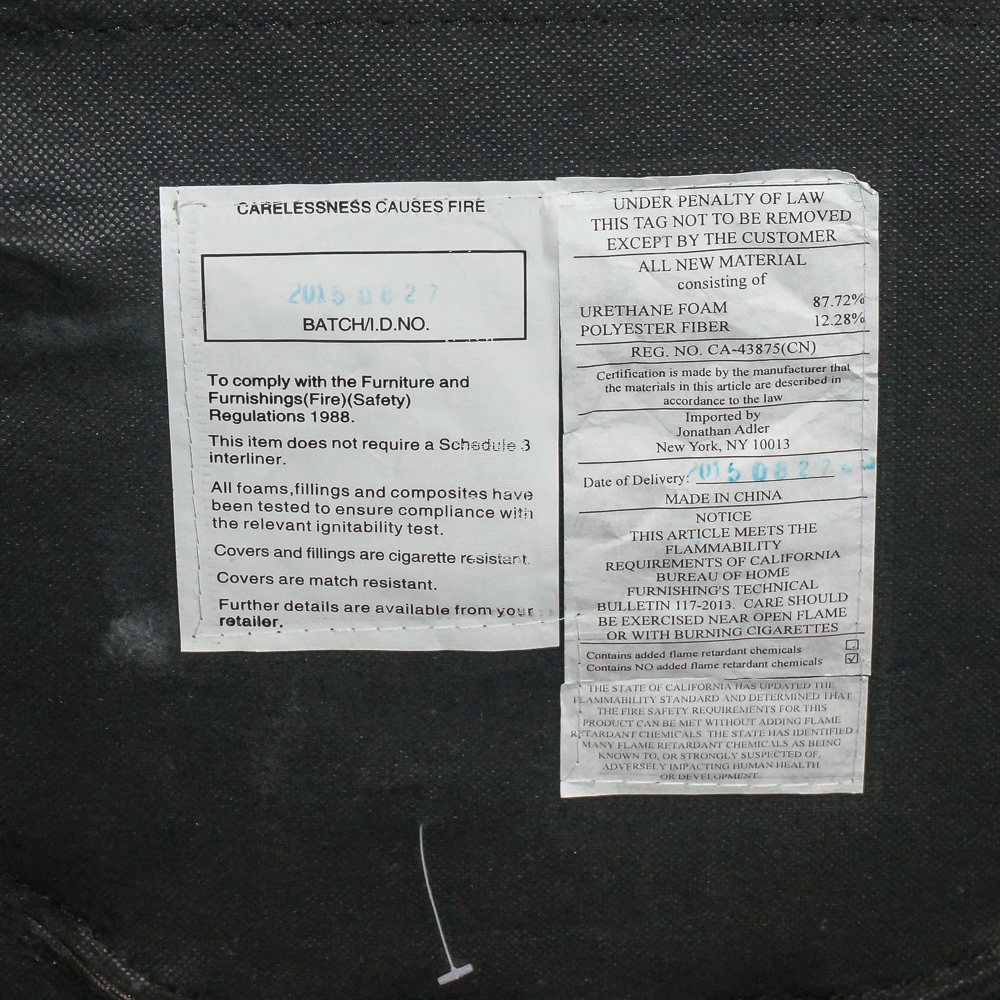 CARELESSNESS CAUSES FIRE
20150827
BATCH/I.D.NO.
To comply with the Furniture and
Furnishings(Fire)(Safety)
Regulations 1988.
This item does not require a Schedule 3
interliner.
All foams,fillings and composites have
been tested to ensure compliance with
the relevant ignitability test.
Covers and fillings are cigarette resistant.
Covers are match resistant.
Further details are available from your
retailer.
UNDER PENALTY OF LAW
THIS TAG NOT TO BE REMOVED
EXCEPT BY THE CUSTOMER
ALL NEW MATERIAL
consisting of
URETHANE FOAM 87.72%
POLYESTER FIBER 12.28%
REG. NO. CA-43875(CN)
Certification is made by the manufacturer that
the materials in this article are described in
accordance to the law
Imported by
Jonathan Adler
New York, NY 10013
Date of Delivery: 20150827
MADE IN CHINA
NOTICE
THIS ARTICLE MEETS THE
FLAMMABILITY
REQUIREMENTS OF CALIFORNIA
BUREAU OF HOME
FURNISHING'S TECHNICAL
BULLETIN 117-2013. CARE SHOULD
BE EXERCISED NEAR OPEN FLAME
OR WITH BURNING CIGARETTES
Contains added flame retardant chemicals ☐
Contains NO added flame retardant chemicals ☑
THE STATE OF CALIFORNIA HAS UPDATED THE
FLAMMABILITY STANDARD AND DETERMINED THAT
THE FIRE SAFETY REQUIREMENTS FOR THIS
PRODUCT CAN BE MET WITHOUT ADDING FLAME
RETARDANT CHEMICALS. THE STATE HAS IDENTIFIED
MANY FLAME RETARDANT CHEMICALS AS BEING
KNOWN TO, OR STRONGLY SUSPECTED OF,
ADVERSELY IMPACTING HUMAN HEALTH
OR DEVELOPMENT.